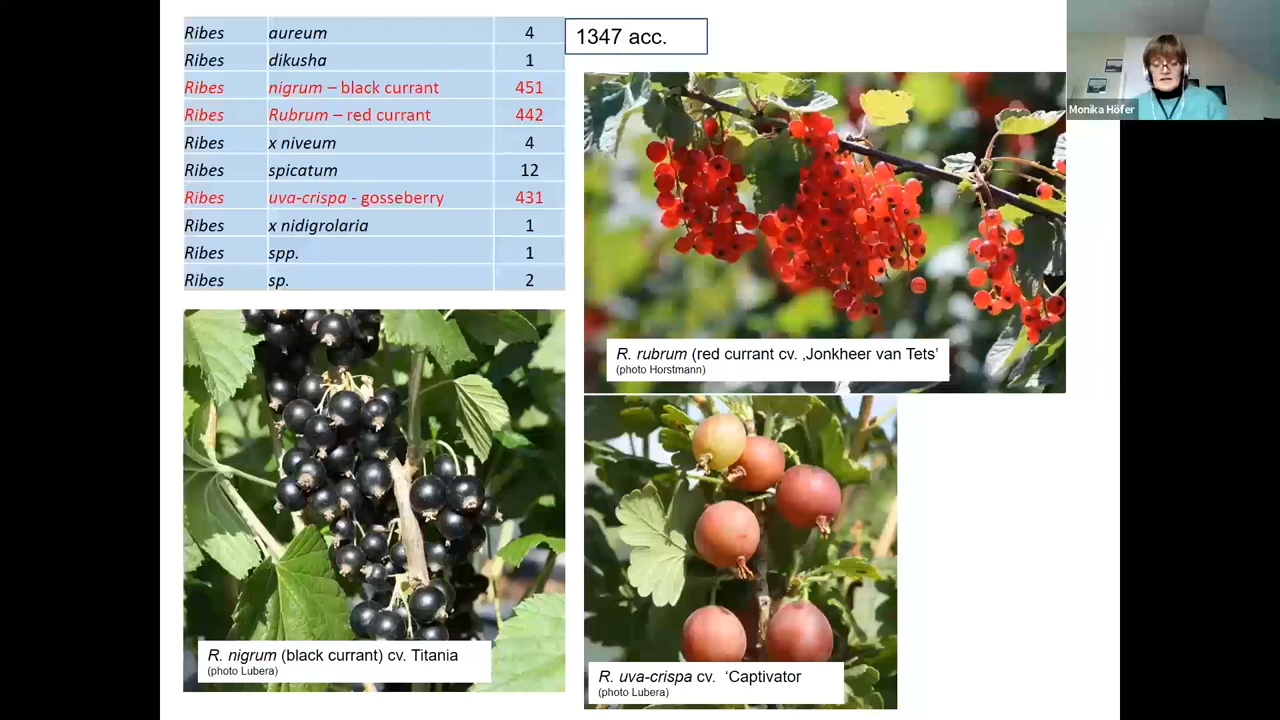 Ribes aureum 4
Ribes dikusha 1
Ribes nigrum – black currant 451
Ribes Rubrum – red currant 442
Ribes x niveum 4
Ribes spicatum 12
Ribes uva-crispa - gosseberry 431
Ribes x nidigrolaria 1
Ribes spp. 1
Ribes sp. 2
1347 acc.
Monika Höfer
R. rubrum (red currant cv. ‚Jonkheer van Tets’
(photo Horstmann)
R. nigrum (black currant) cv. Titania
(photo Lubera)
R. uva-crispa cv. ‘Captivator
(photo Lubera)